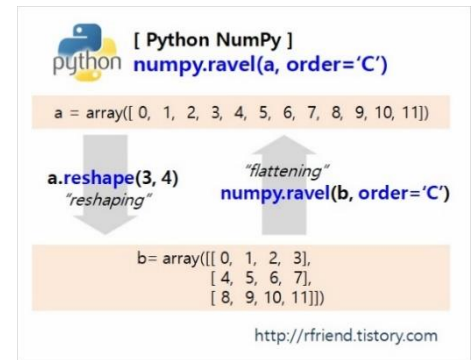 [ Python NumPy ]
python
numpy.ravel(a, order=‘C’)
a = array([ 0, 1, 2, 3, 4, 5, 6, 7, 8, 9, 10, 11])
a.reshape(3, 4)
“reshaping”
“flattening”
numpy.ravel(b, order=‘C’)
b= array([[ 0, 1, 2, 3],
[ 4, 5, 6, 7],
[ 8, 9, 10, 11]])
http://rfriend.tistory.com